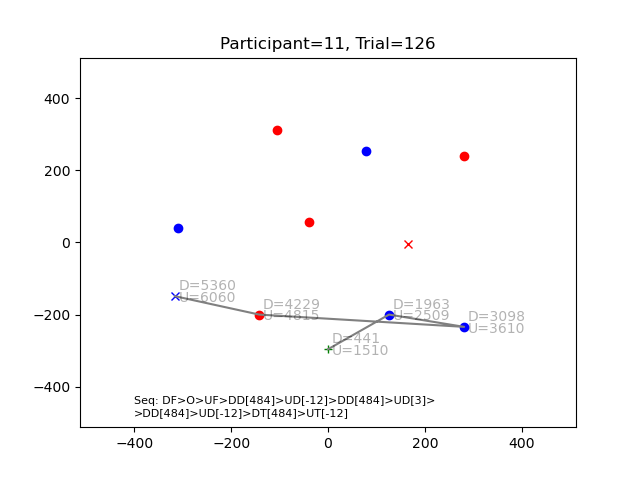 Participant=11, Trial=126
400
200
0
−200
−400
D=5360
U=6060
D=4229
U=4815
D=1963
U=2509
D=3098
U=3610
D=441
U=1510
Seq: DF>O>UF>DD[484]>UD[-12]>DD[484]>UD[3]>
>DD[484]>UD[-12]>DT[484]>UT[-12]
−400 −200 0 200 400